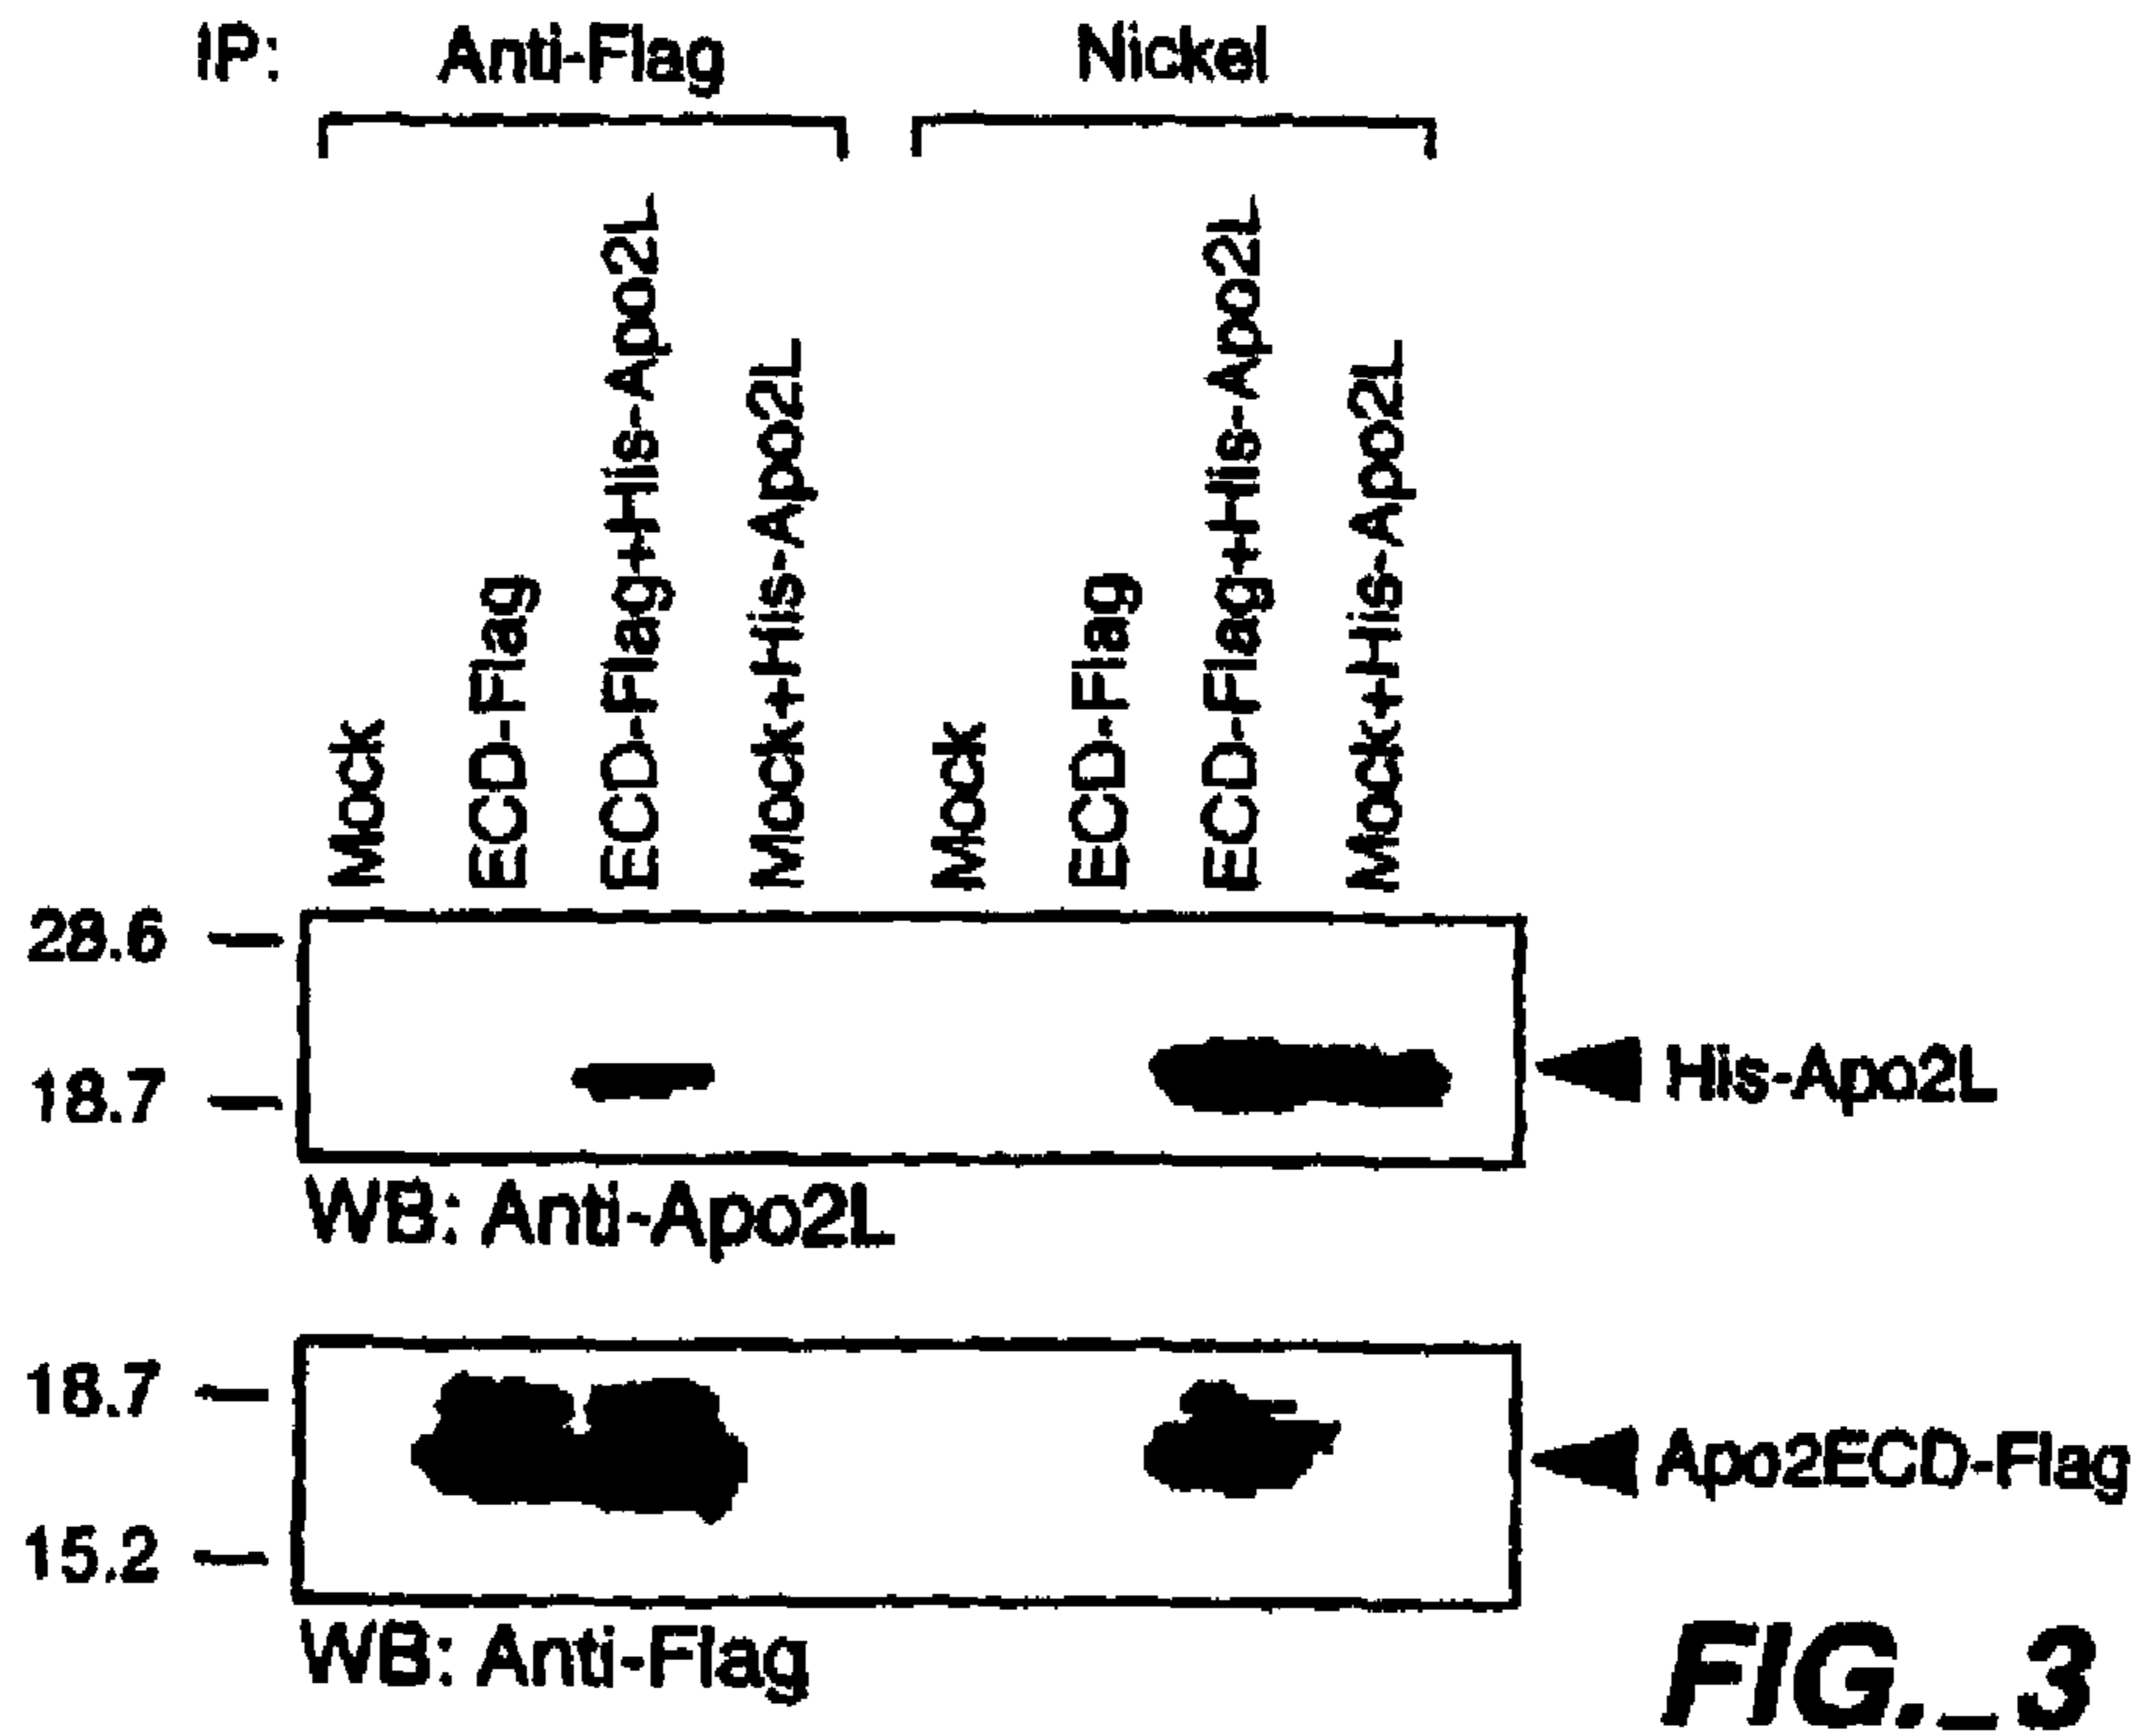 IP: Anti-Flag Nickel
Mock
ECD-Flag
ECD-Flag+His-Apo2L
Mock+His-Apo2L
Mock
ECD-Flag
ECD-Flag+His-Apo2L
Mock+His-Apo2L
28.6
18.7
His-Apo2L
WB: Anti-Apo2L
18.7
Apo2ECD-Flag
15.2
WB: Anti-Flag
FIG._3